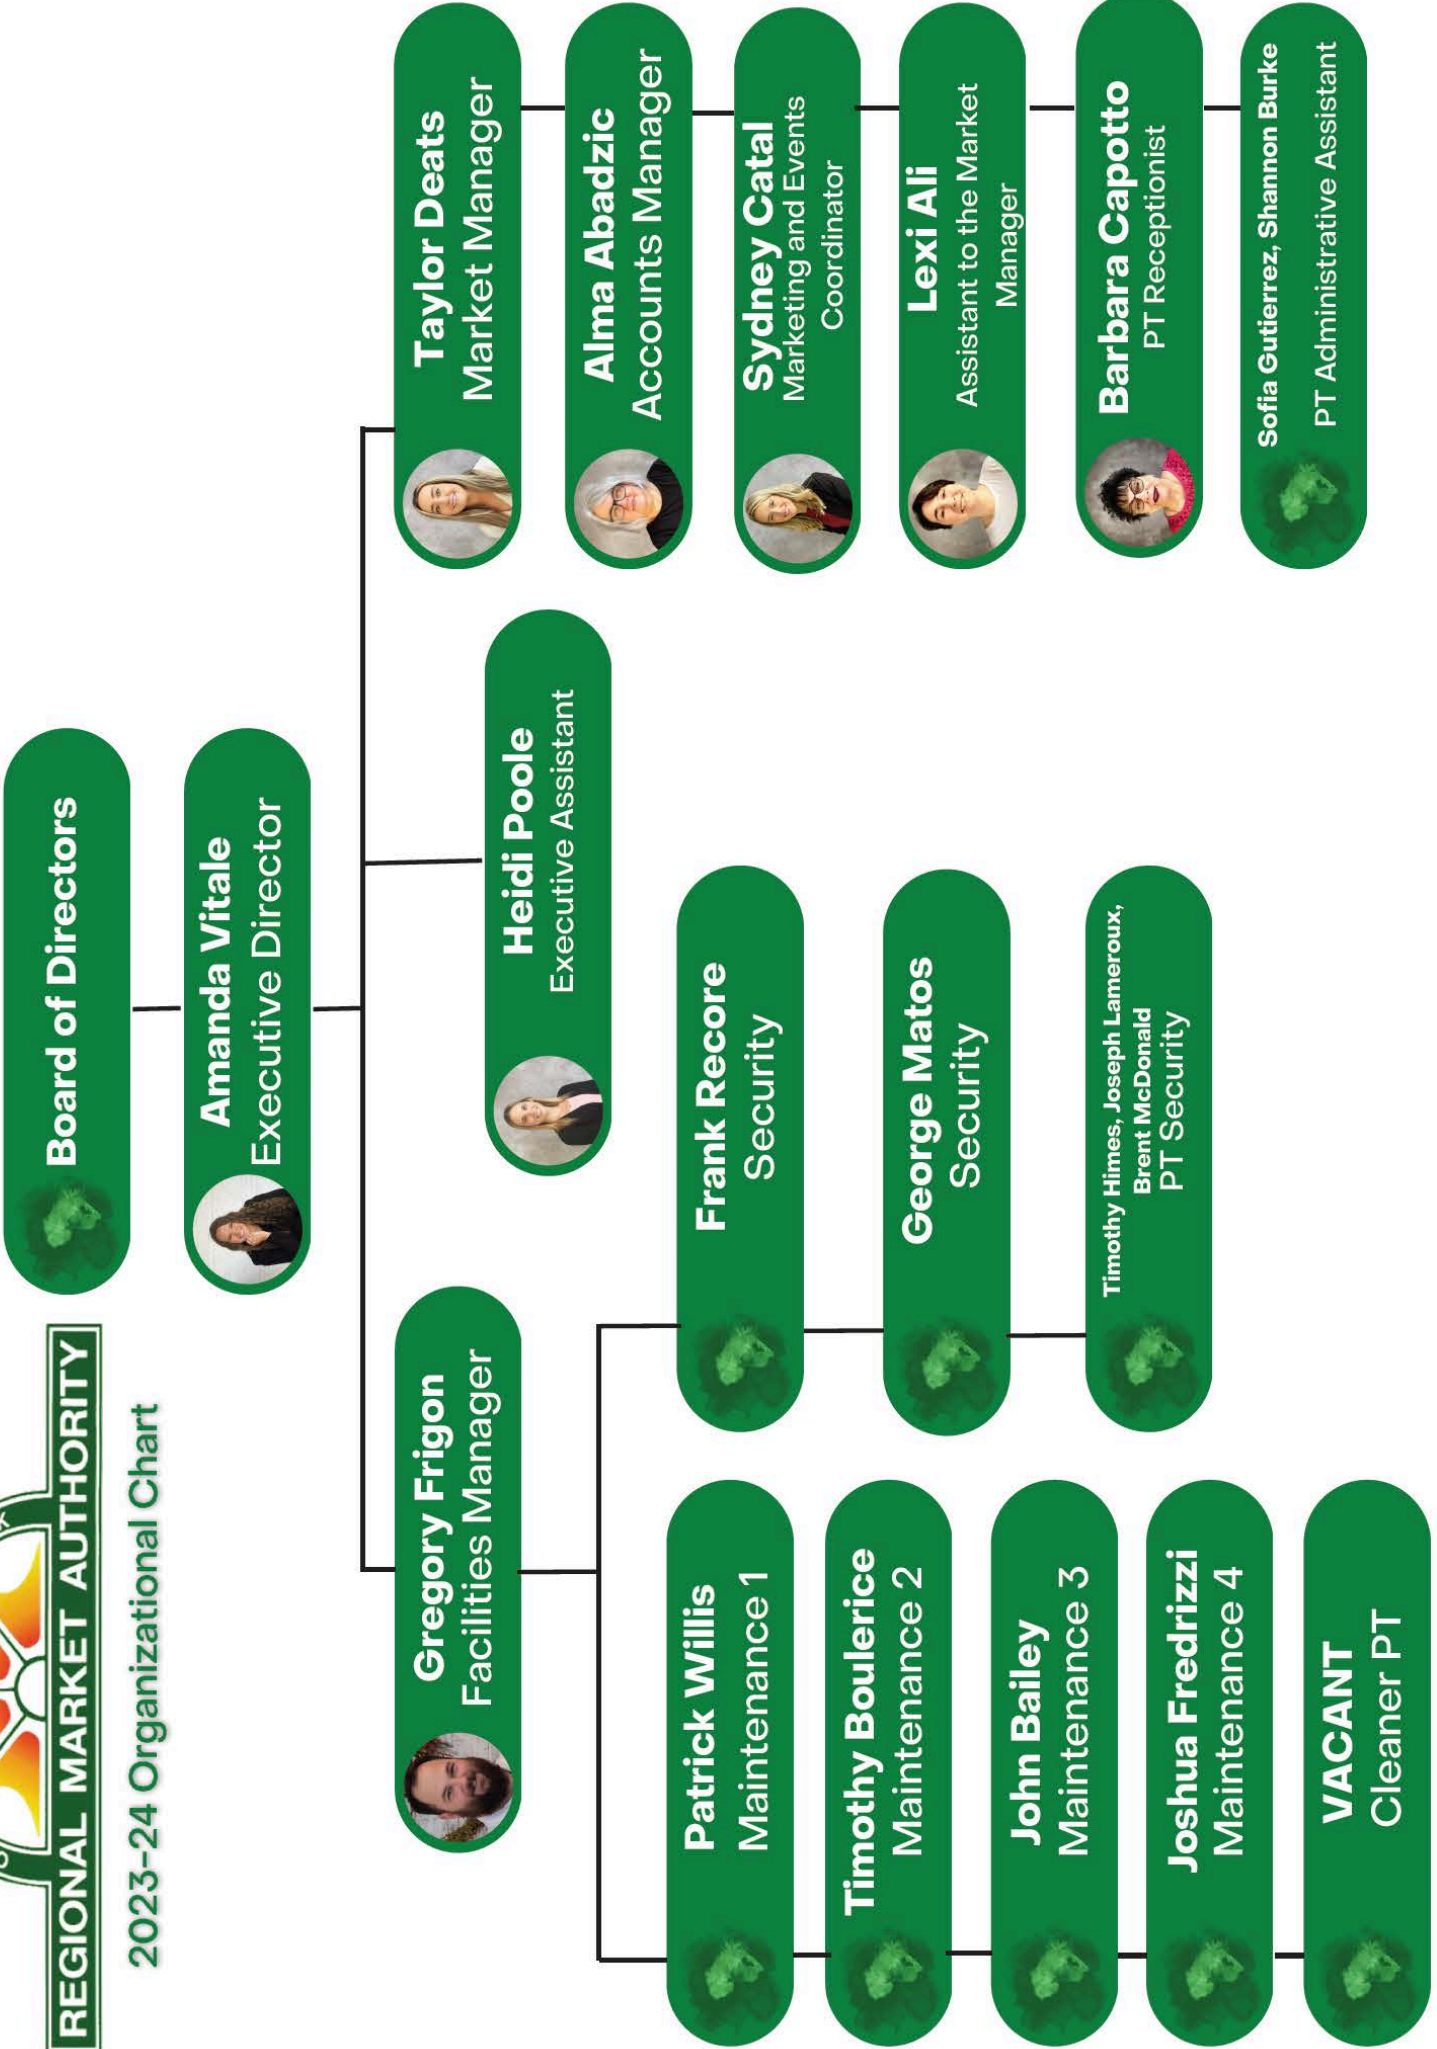 REGIONAL MARKET AUTHORITY
2023-24 Organizational Chart
Board of Directors
Amanda Vitale
Executive Director
Gregory Frigon
Facilities Manager
Heidi Poole
Executive Assistant
Taylor Deats
Market Manager
Alma Abadzic
Accounts Manager
Sydney Catal
Marketing and Events
Coordinator
Lexi Ali
Assistant to the Market
Manager
Barbara Capotto
PT Receptionist
Sofia Gutierrez, Shannon Burke
PT Administrative Assistant
Frank Recore
Security
George Matos
Security
Timothy Himes, Joseph Lameroux,
Brent McDonald
PT Security
Patrick Willis
Maintenance 1
Timothy Boulerice
Maintenance 2
John Bailey
Maintenance 3
Joshua Fredrizzi
Maintenance 4
VACANT
Cleaner PT